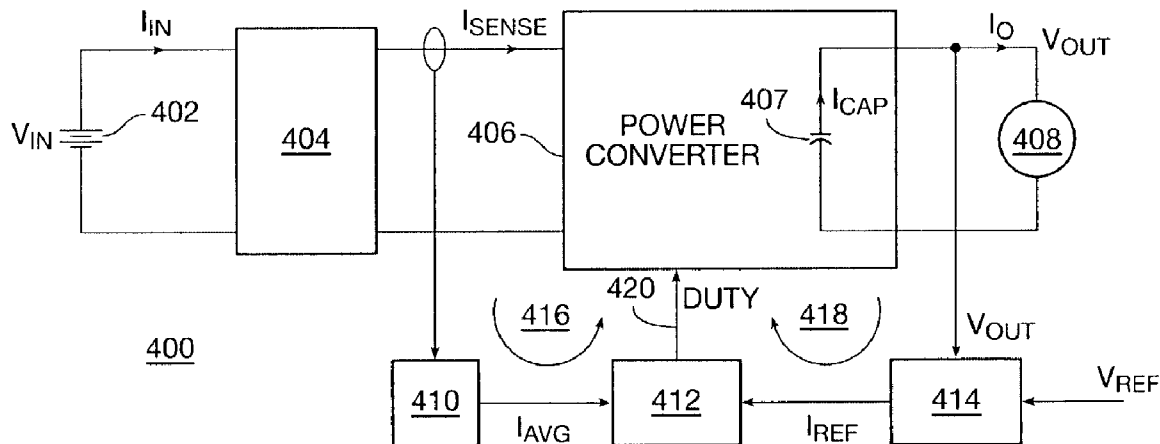 I_IN
I_SENSE
I_O
V_OUT
V_IN
402
404
406
POWER
CONVERTER
407
I_CAP
408
420
DUTY
416
418
400
V_OUT
410
I_AVG
412
I_REF
414
V_REF